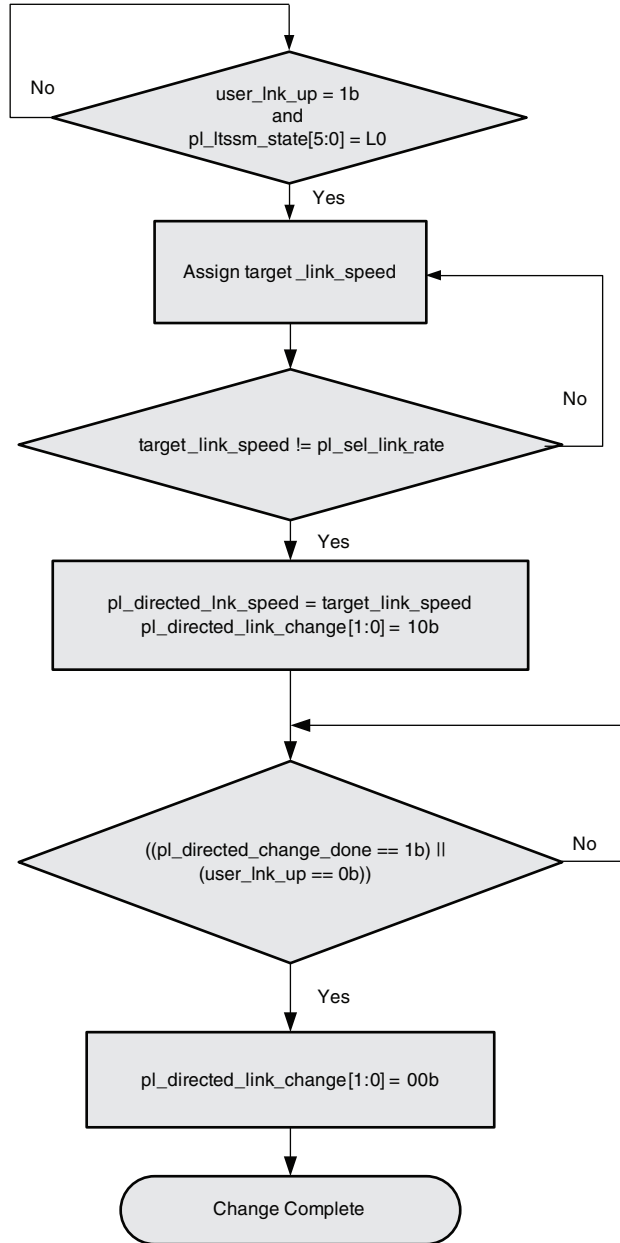 No
user_lnk_up = 1b
and
pl_ltssm_state[5:0] = L0
Yes
Assign target _link_speed
No
target_link_speed != pl_sel_link_rate
Yes
pl_directed_lnk_speed = target_link_speed
pl_directed_link_change[1:0] = 10b
((pl_directed_change_done == 1b) ||
(user_lnk_up == 0b))
No
Yes
pl_directed_link_change[1:0] = 00b
Change Complete